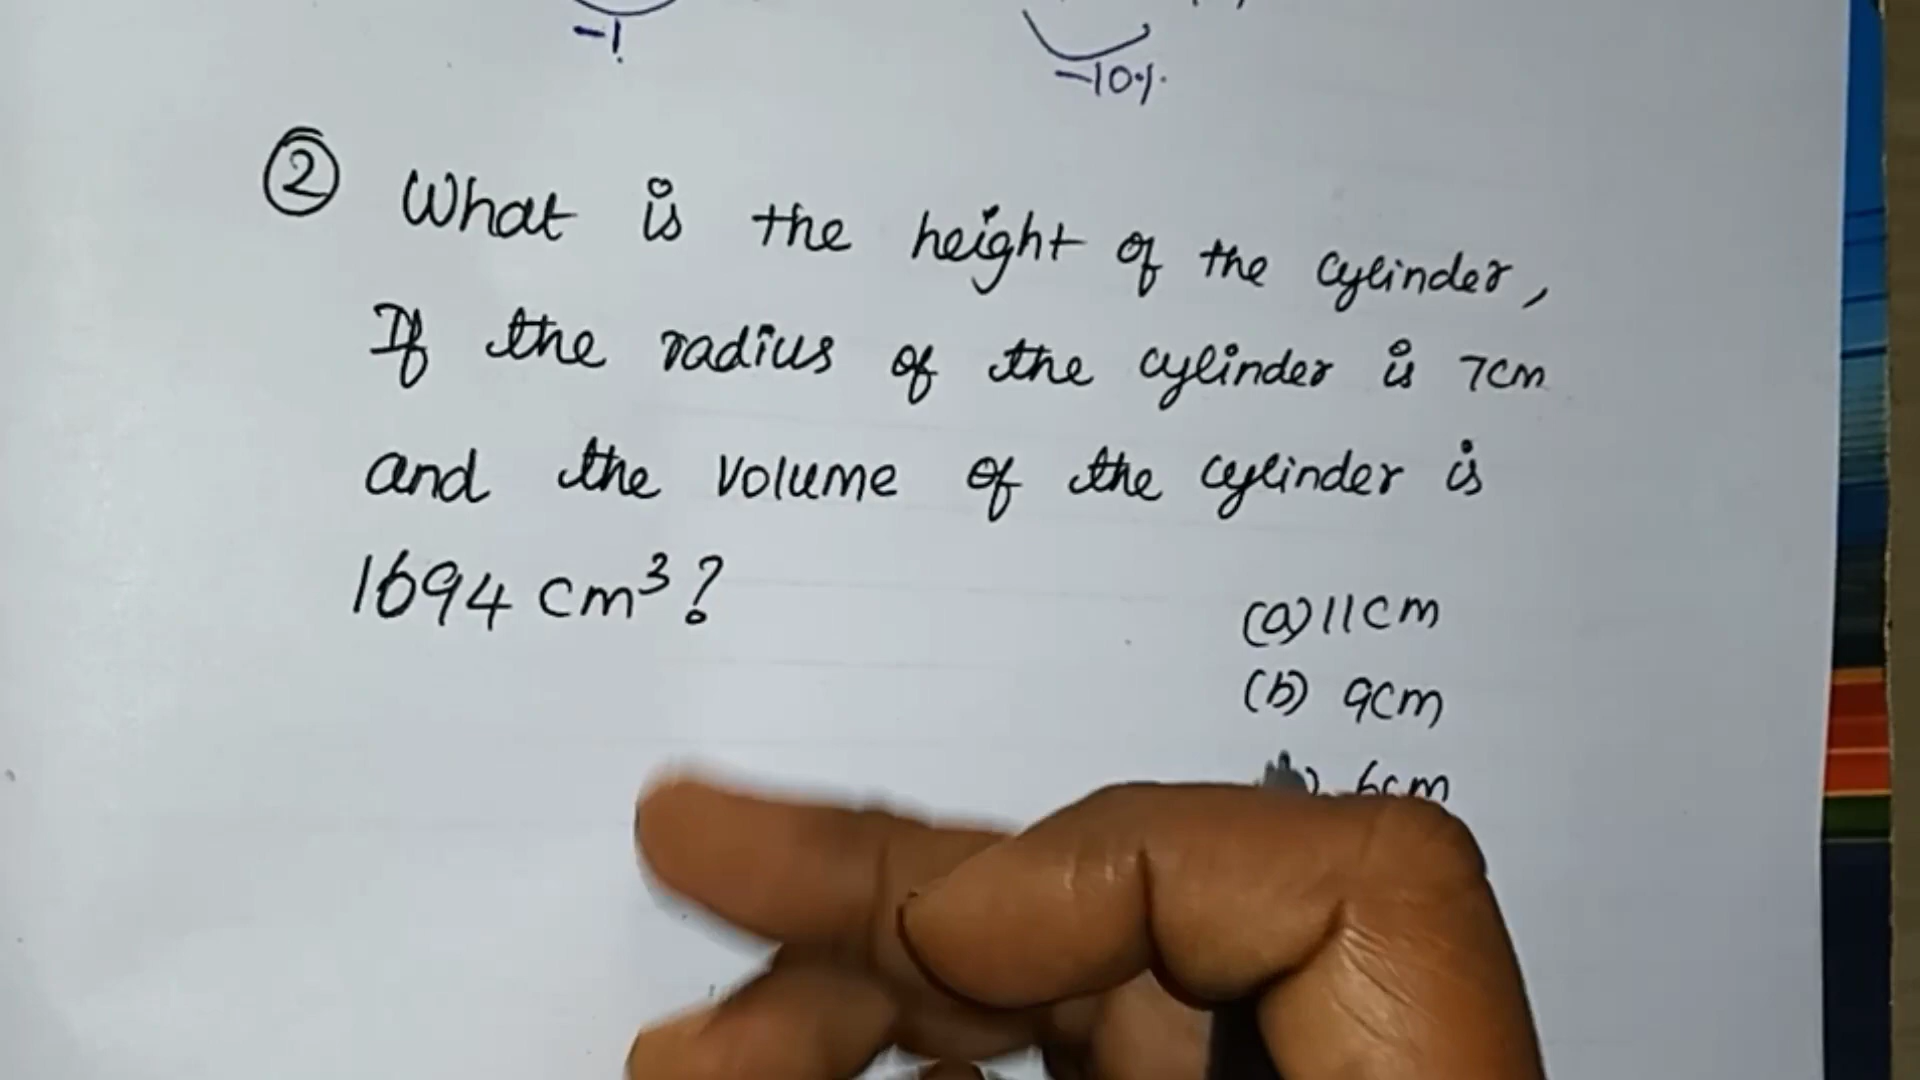 -1
-10%
② What is the height of the cylinder,
If the radius of the cylinder is 7cm
and the volume of the cylinder is
1694 cm³?
(a) 11cm
(b) 9cm
6cm